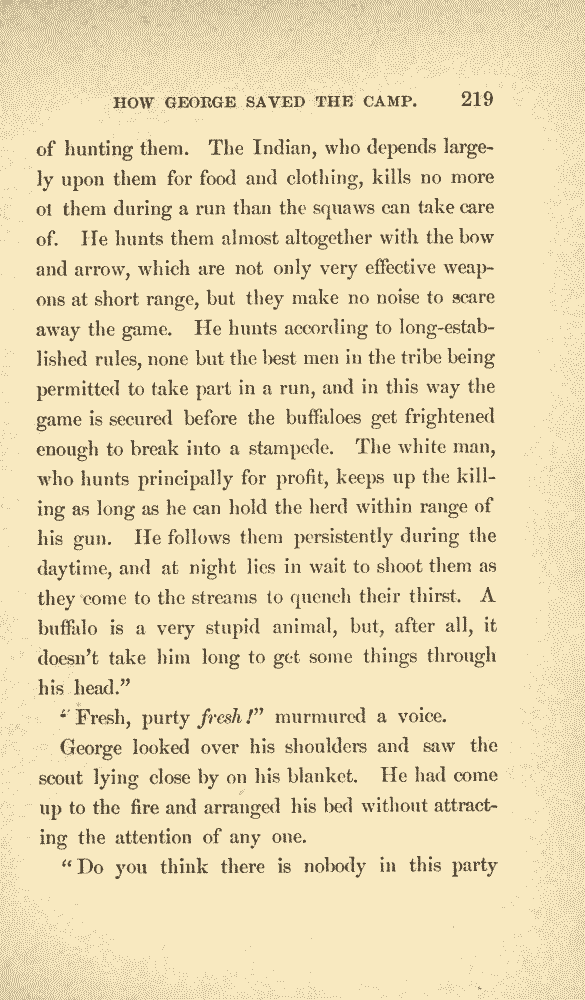 HOW GEORGE SAVED THE CAMP. 219
of hunting them. The Indian, who depends large-
ly upon them for food and clothing, kills no more
of them during a run than the squaws can take care
of. He hunts them almost altogether with the bow
and arrow, which are not only very effective weap-
ons at short range, but they make no noise to scare
away the game. He hunts according to long-estab-
lished rules, none but the best men in the tribe being
permitted to take part in a run, and in this way the
game is secured before the buffaloes get frightened
enough to break into a stampede. The white man,
who hunts principally for profit, keeps up the kill-
ing as long as he can hold the herd within range of
his gun. He follows them persistently during the
daytime, and at night lies in wait to shoot them as
they come to the streams to quench their thirst. A
buffalo is a very stupid animal, but, after all, it
doesn't take him long to get some things through
his head.”
“Fresh, purty fresh!” murmured a voice.
George looked over his shoulders and saw the
scout lying close by on his blanket. He had come
up to the fire and arranged his bed without attract-
ing the attention of any one.
“Do you think there is nobody in this party